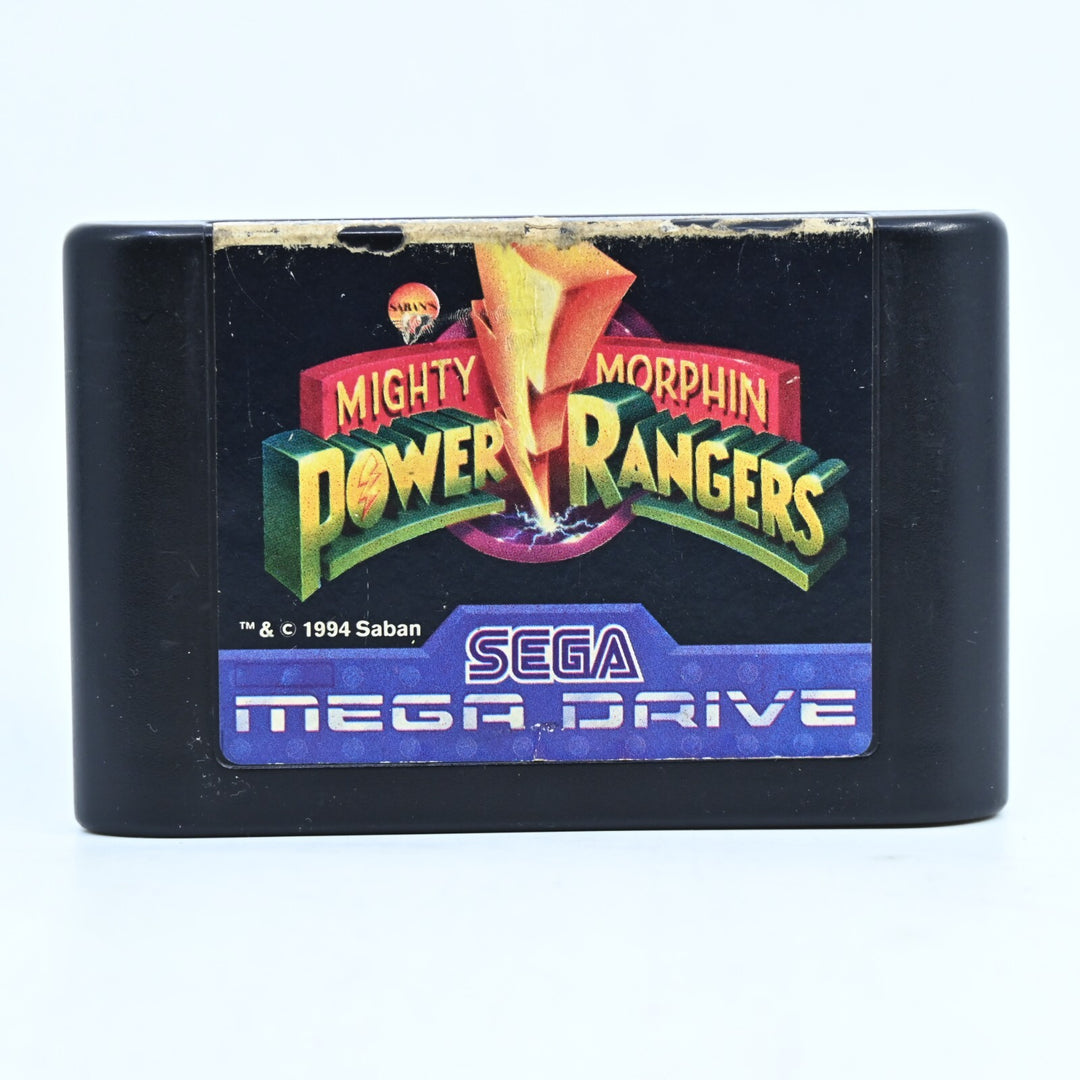 SABAN'S
MIGHTY MORPHIN
POWER RANGERS
™ & © 1994 Saban
SEGA
MEGA DRIVE